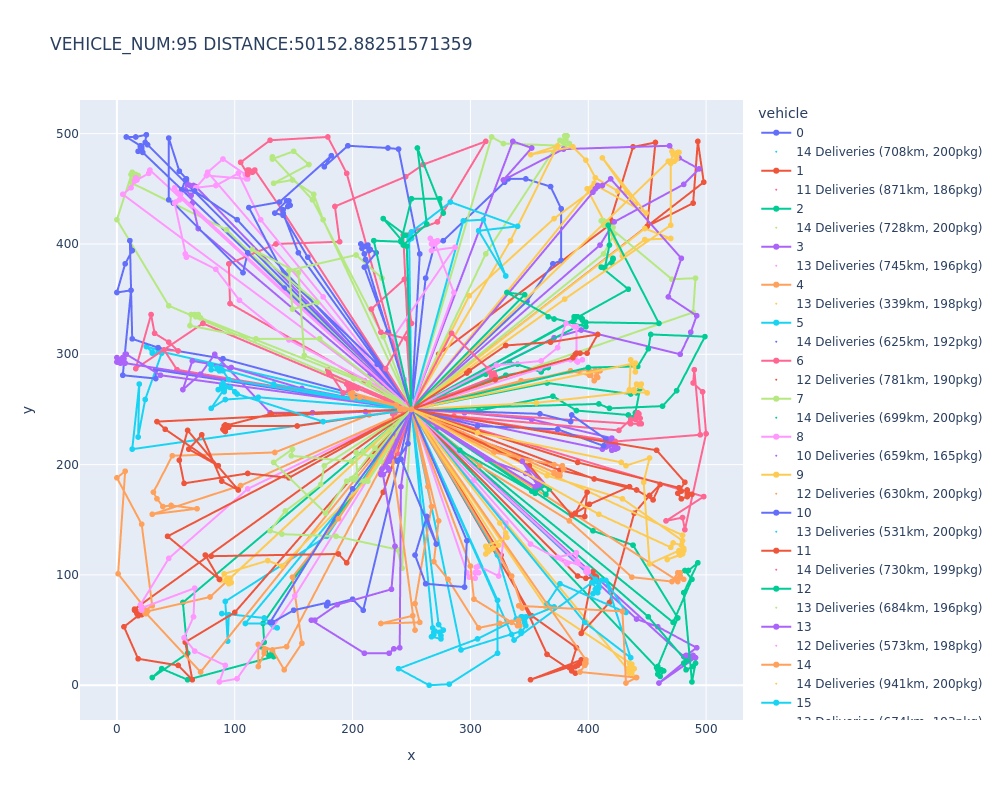 VEHICLE_NUM:95 DISTANCE:50152.88251571359
vehicle
0
14 Deliveries (708km, 200pkg)
1
11 Deliveries (871km, 186pkg)
2
14 Deliveries (728km, 200pkg)
3
13 Deliveries (745km, 196pkg)
4
13 Deliveries (339km, 198pkg)
5
14 Deliveries (625km, 192pkg)
6
12 Deliveries (781km, 190pkg)
7
14 Deliveries (699km, 200pkg)
8
10 Deliveries (659km, 165pkg)
9
12 Deliveries (630km, 200pkg)
10
13 Deliveries (531km, 200pkg)
11
14 Deliveries (730km, 199pkg)
12
13 Deliveries (684km, 196pkg)
13
12 Deliveries (573km, 198pkg)
14
14 Deliveries (941km, 200pkg)
15
500
400
300
200
100
0
y
0 100 200 300 400 500
x